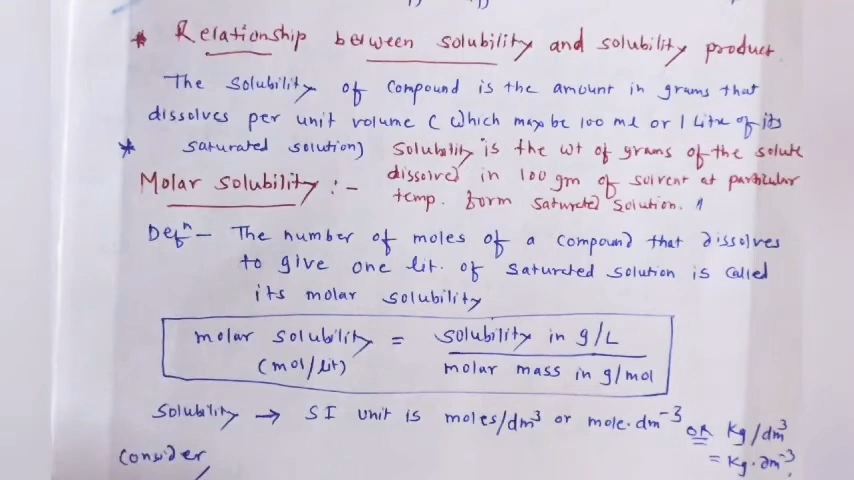 * Relationship between solubility and solubility product.
The solubility of compound is the amount in grams that
dissolves per unit volume ( which may be 100 ml or 1 Litre of its
* saturated solution)
Solubility is the wt of grams of the solute
dissolved in 100 gm of solvent at particular
temp. form saturated solution.
Molar solubility :-
Defⁿ - The number of moles of a compound that dissolves
to give one lit. of saturated solution is called
its molar solubility
molar solubility = solubility in g/L
(mol/lit) molar mass in g/mol
Solubility → SI unit is moles/dm³ or mole.dm⁻³ OR Kg/dm³
= Kg.dm⁻³.
consider